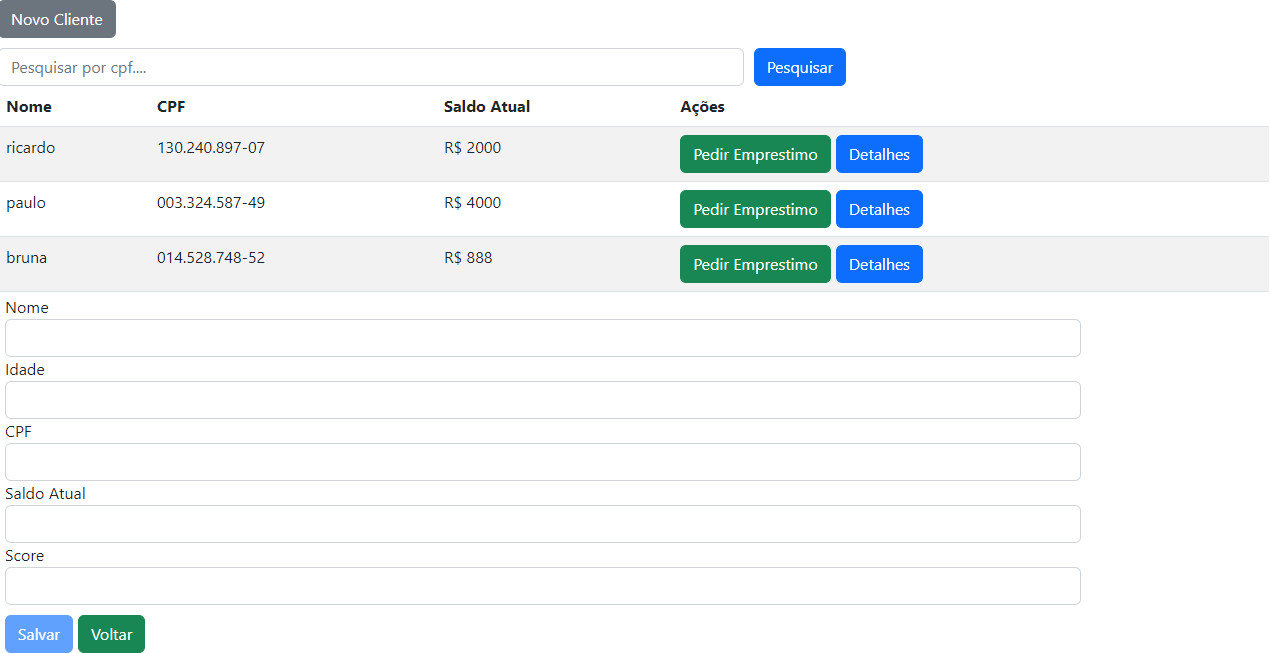 Novo Cliente
Pesquisar por cpf.... Pesquisar
Nome CPF Saldo Atual Ações
ricardo 130.240.897-07 R$ 2000 Pedir Emprestimo Detalhes
paulo 003.324.587-49 R$ 4000 Pedir Emprestimo Detalhes
bruna 014.528.748-52 R$ 888 Pedir Emprestimo Detalhes
Nome
Idade
CPF
Saldo Atual
Score
Salvar Voltar